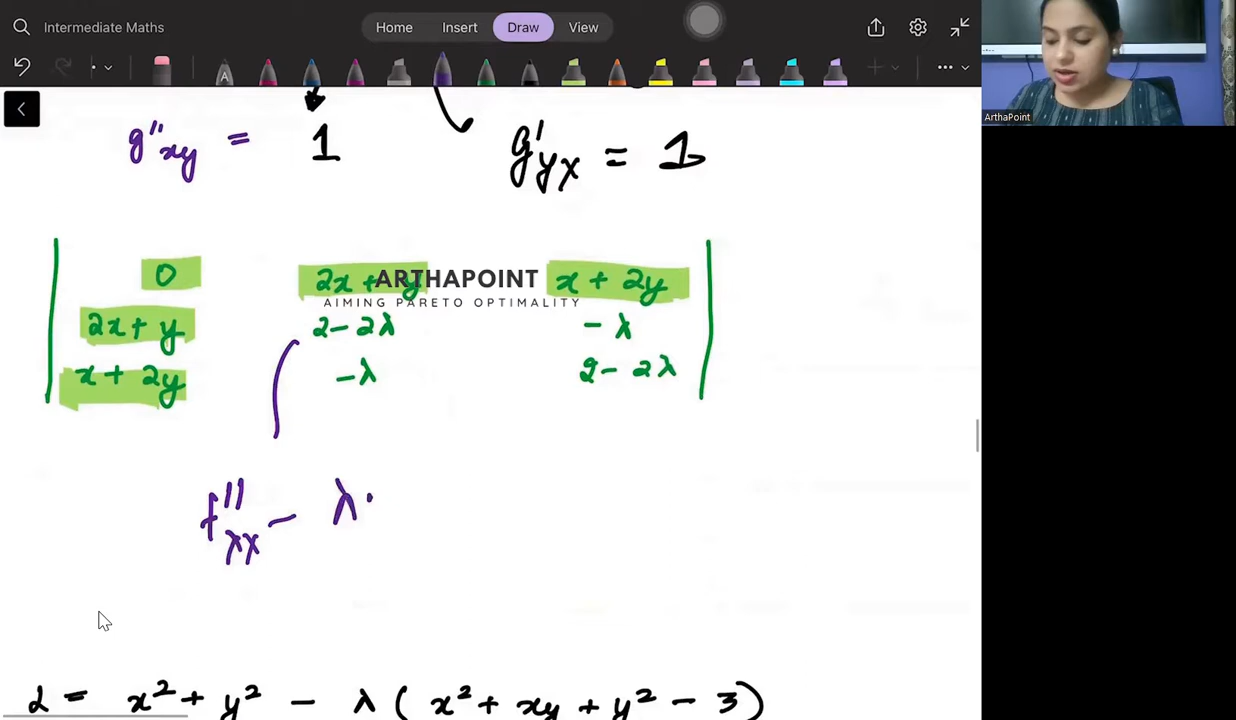 Intermediate Maths Home Insert Draw View
A
ArthaPoint
g''xy = 1 g'yx = 1
0 2x + y x + 2y
ARTHAPOINT
AIMING PARETO OPTIMALITY
2x + y 2 - 2λ - λ
x + 2y -λ 2 - 2λ
f''xx - λ·
L = x² + y² - λ ( x² + xy + y² - 3 )